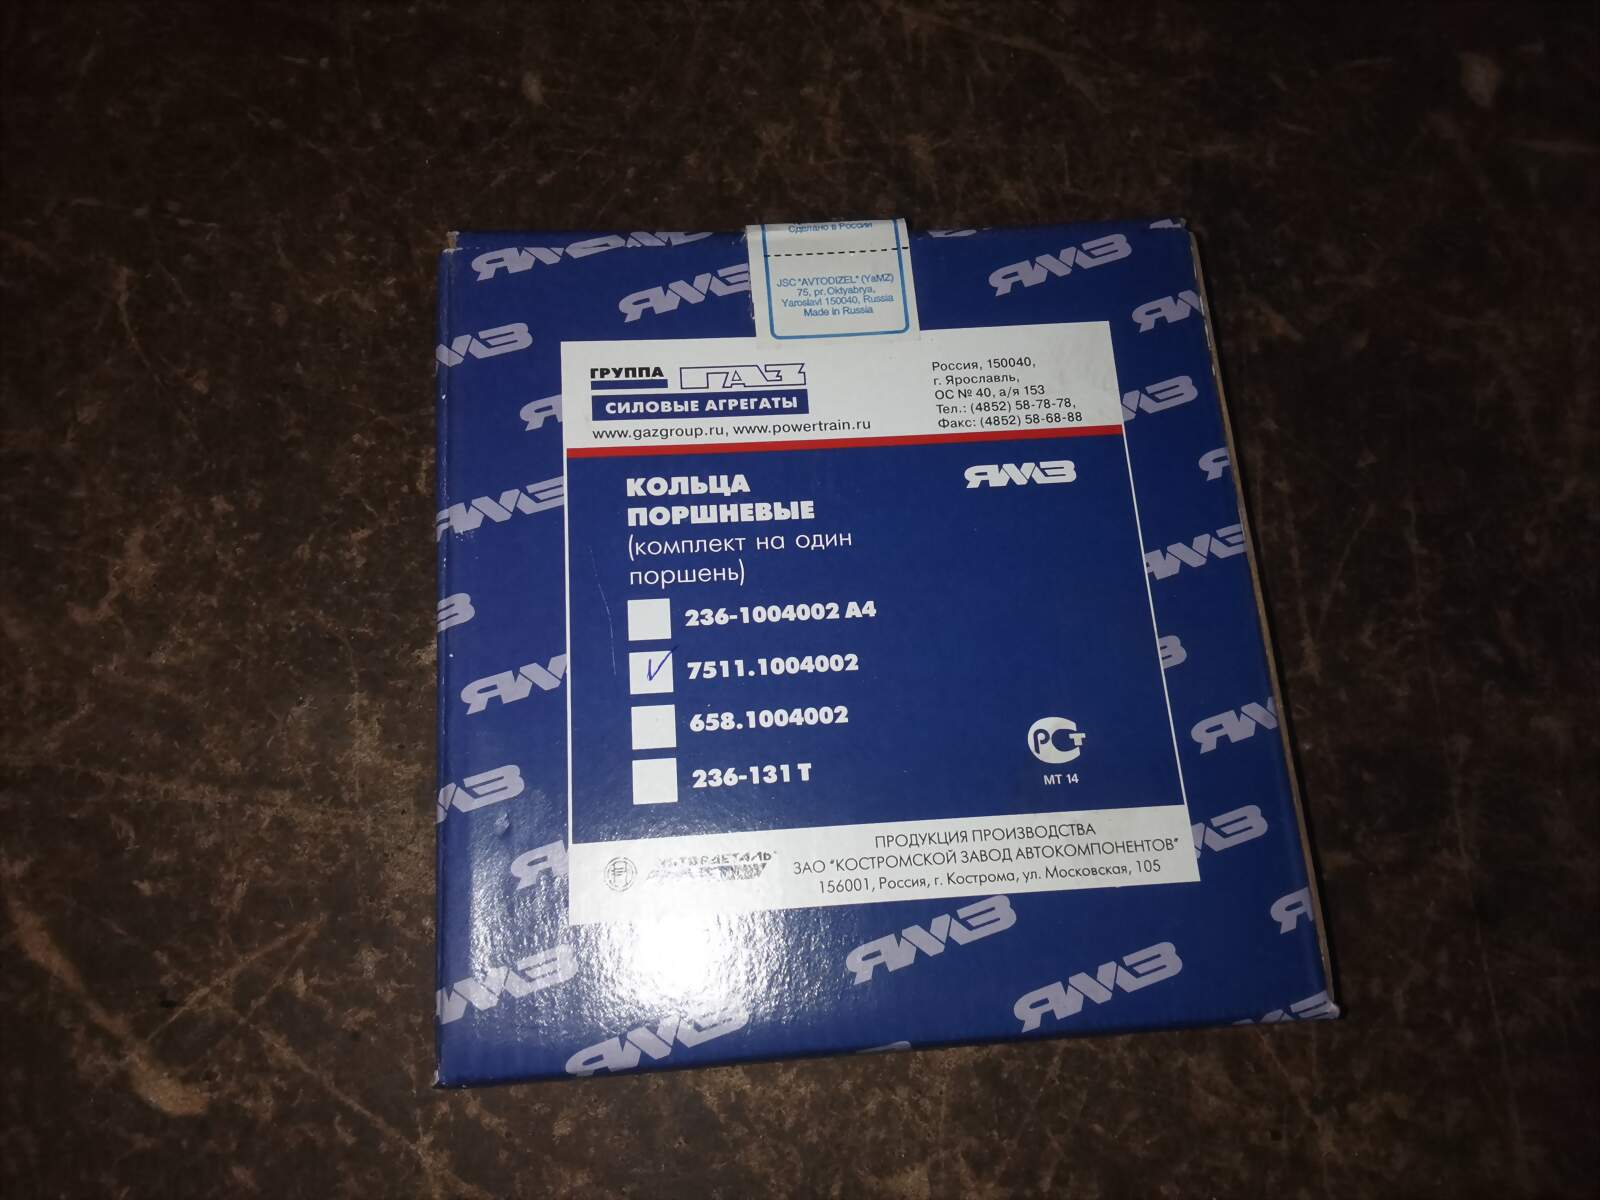 Сделано в России
JSC "AVTODIZEL" (YaMZ)
75, pr. Oktyabrya,
Yaroslavl 150040, Russia
Made in Russia
ГРУППА ГАЗ
СИЛОВЫЕ АГРЕГАТЫ
www.gazgroup.ru, www.powertrain.ru
Россия, 150040,
г. Ярославль,
ОС № 40, а/я 153
Тел.: (4852) 58-78-78,
Факс: (4852) 58-68-88
ЯМЗ
КОЛЬЦА
ПОРШНЕВЫЕ
(комплект на один
поршень)
236-1004002 А4
7511.1004002
658.1004002
236-131 Т
РСТ
МТ 14
ПРОДУКЦИЯ ПРОИЗВОДСТВА
ЗАО "КОСТРОМСКОЙ ЗАВОД АВТОКОМПОНЕНТОВ"
156001, Россия, г. Кострома, ул. Московская, 105